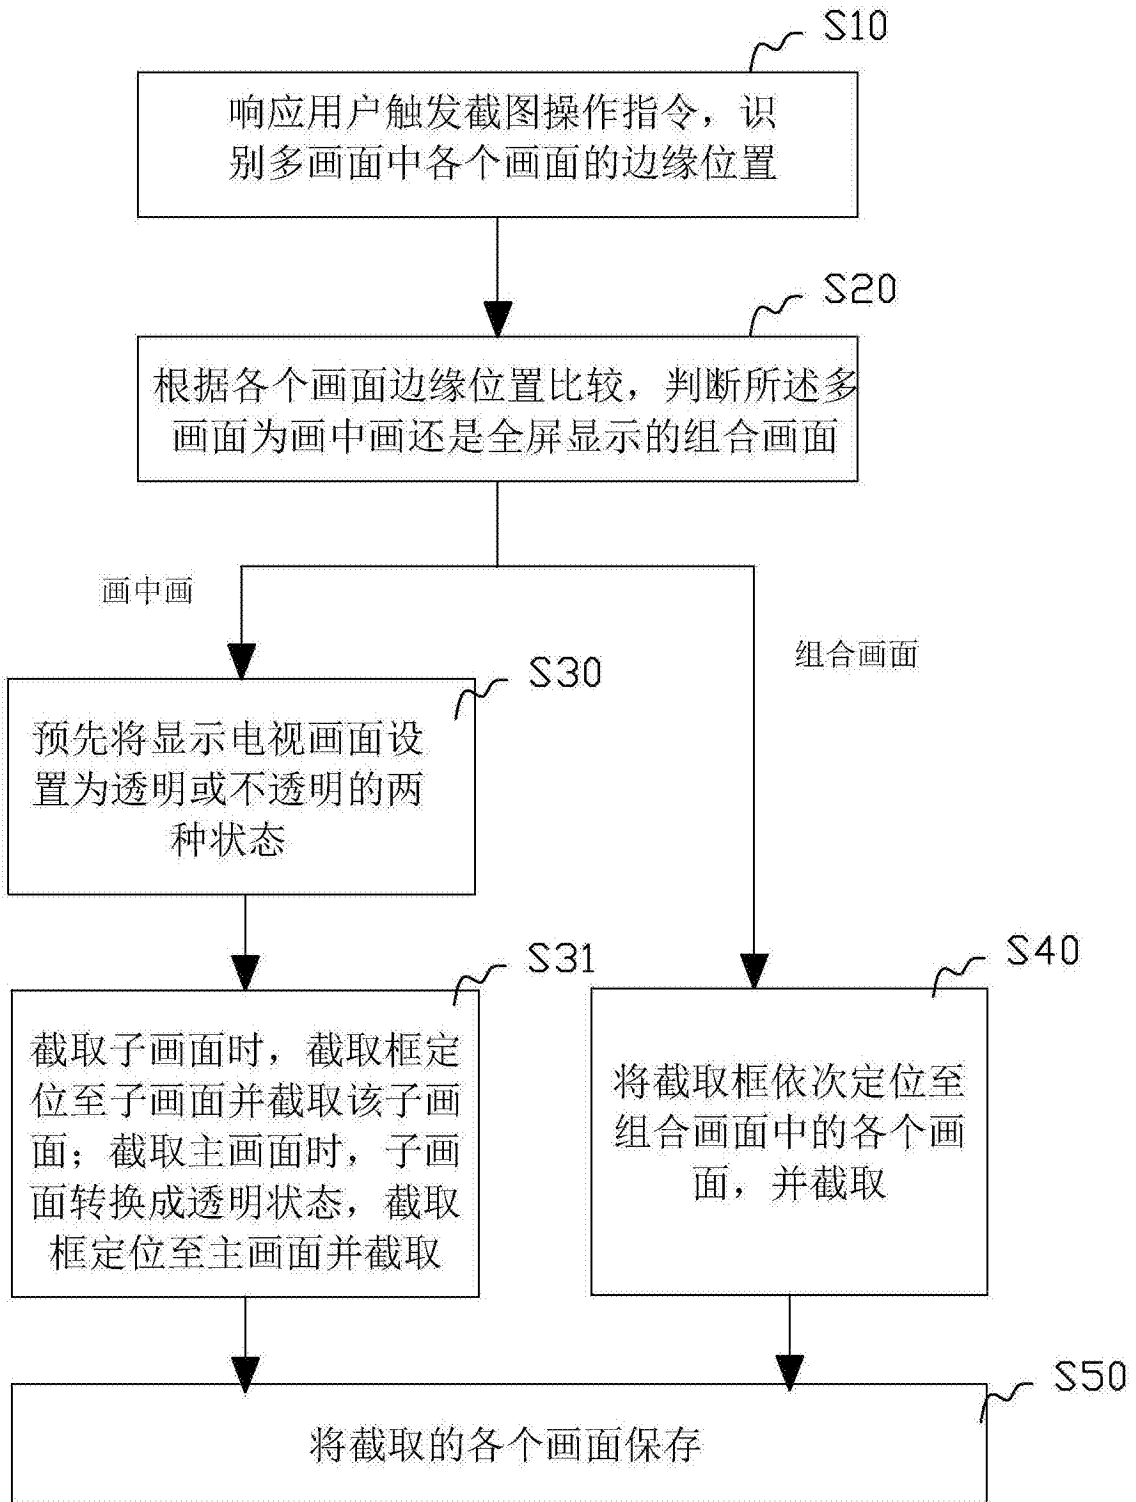 S10
响应用户触发截图操作指令，识
别多画面中各个画面的边缘位置
S20
根据各个画面边缘位置比较，判断所述多
画面为画中画还是全屏显示的组合画面
画中画
组合画面
S30
预先将显示电视画面设
置为透明或不透明的两
种状态
S31
截取子画面时，截取框定
位至子画面并截取该子画
面；截取主画面时，子画
面转换成透明状态，截取
框定位至主画面并截取
S40
将截取框依次定位至
组合画面中的各个画
面，并截取
S50
将截取的各个画面保存